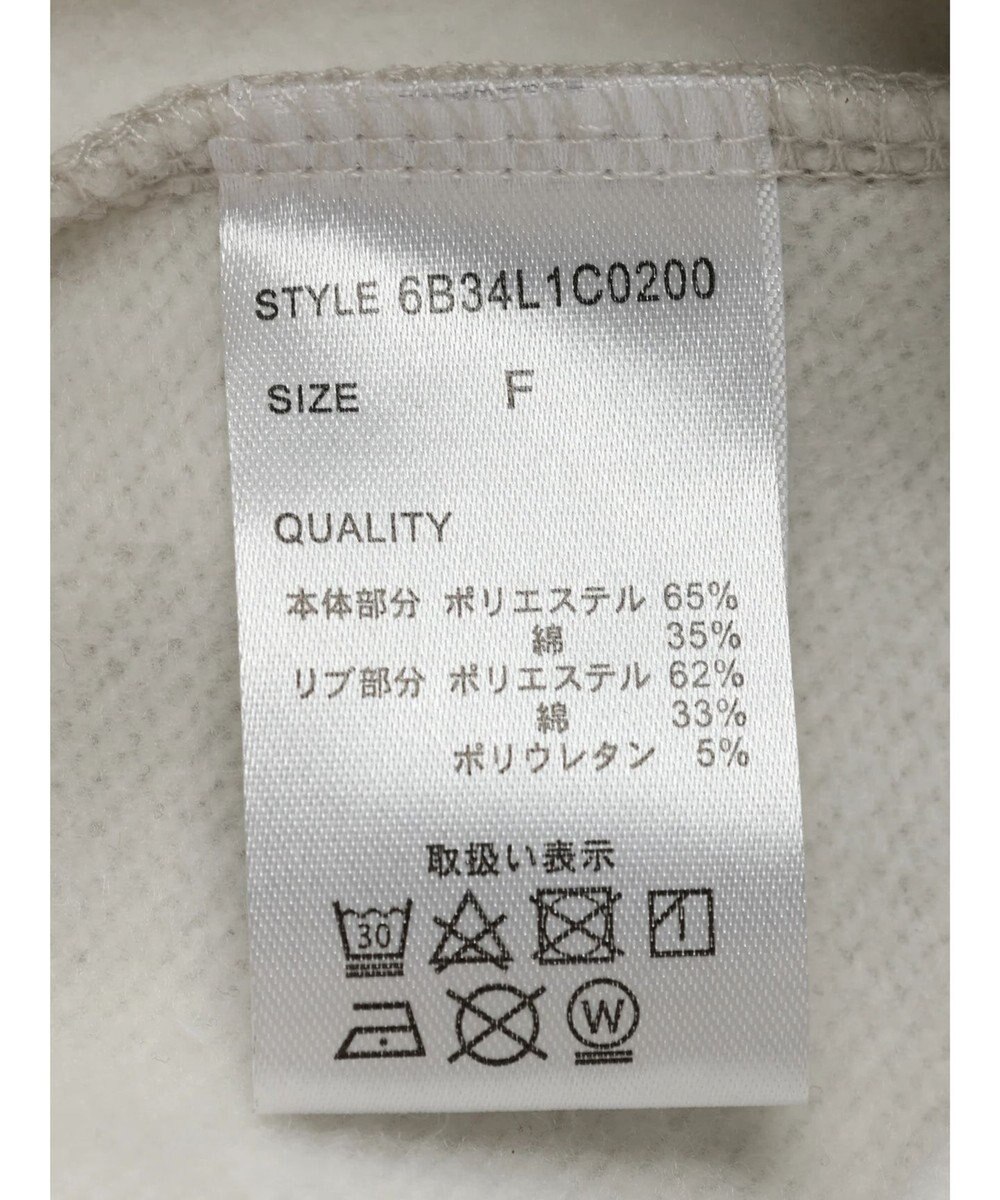 STYLE 6B34L1C0200
SIZE F
QUALITY
本体部分 ポリエステル 65%
綿 35%
リブ部分 ポリエステル 62%
綿 33%
ポリウレタン 5%
取扱い表示
30
W